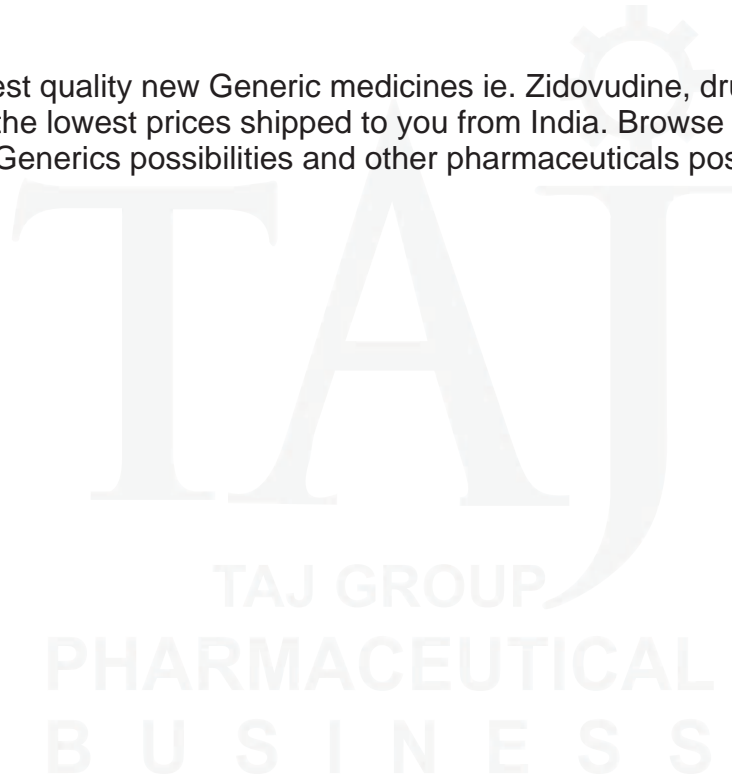 est quality new Generic medicines ie. Zidovudine, dru
the lowest prices shipped to you from India. Browse
Generics possibilities and other pharmaceuticals pos
TAJ
TAJ GROUP
PHARMACEUTICAL
BUSINESS